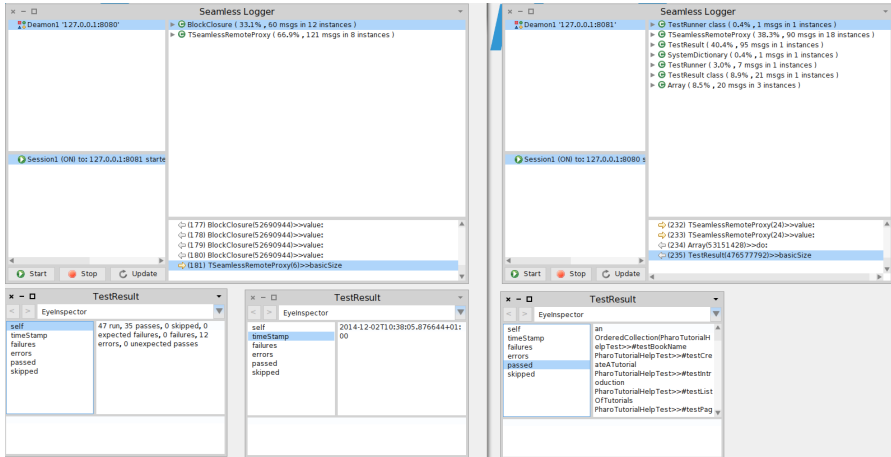 Seamless Logger
Deamon1 '127.0.0.1:8080'
BlockClosure ( 33.1% , 60 msgs in 12 instances )
TSeamlessRemoteProxy ( 66.9% , 121 msgs in 8 instances )
Session1 (ON) to: 127.0.0.1:8081 starte
(177) BlockClosure(52690944)>>value:
(178) BlockClosure(52690944)>>value:
(179) BlockClosure(52690944)>>value:
(180) BlockClosure(52690944)>>value:
(181) TSeamlessRemoteProxy(6)>>basicSize
Start Stop Update
Seamless Logger
Deamon1 '127.0.0.1:8081'
TestRunner class ( 0.4% , 1 msgs in 1 instances )
TSeamlessRemoteProxy ( 38.3% , 90 msgs in 18 instances )
TestResult ( 40.4% , 95 msgs in 1 instances )
SystemDictionary ( 0.4% , 1 msgs in 1 instances )
TestRunner ( 3.0% , 7 msgs in 1 instances )
TestResult class ( 8.9% , 21 msgs in 1 instances )
Array ( 8.5% , 20 msgs in 3 instances )
Session1 (ON) to: 127.0.0.1:8080 s
(232) TSeamlessRemoteProxy(24)>>value:
(233) TSeamlessRemoteProxy(24)>>value:
(234) Array(53151428)>>do:
(235) TestResult(476577792)>>basicSize
Start Stop Update
TestResult
EyeInspector
self
timeStamp
failures
errors
passed
skipped
47 run, 35 passes, 0 skipped, 0
expected failures, 0 failures, 12
errors, 0 unexpected passes
TestResult
EyeInspector
self
timeStamp
failures
errors
passed
skipped
2014-12-02T10:38:05.876644+01:
00
TestResult
EyeInspector
self
timeStamp
failures
errors
passed
skipped
an
OrderedCollection(PharoTutorialH
elpTest>>#testBookName
PharoTutorialHelpTest>>#testCre
ateATutorial
PharoTutorialHelpTest>>#testIntr
oduction
PharoTutorialHelpTest>>#testList
OfTutorials
PharoTutorialHelpTest>>#testPag